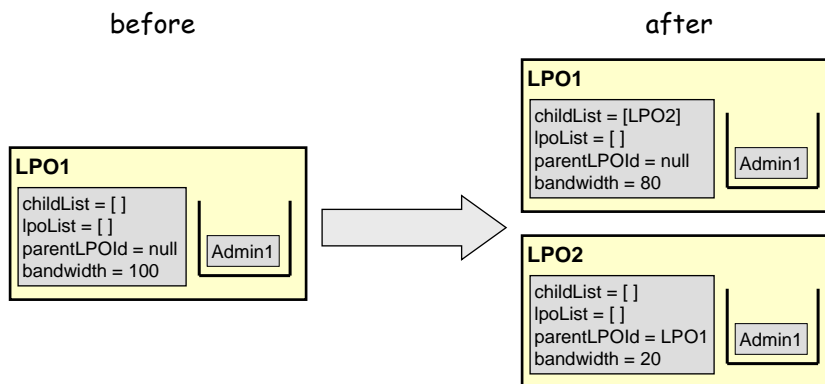 before
after
LPO1
childList = [ ]
lpoList = [ ]
parentLPOId = null
bandwidth = 100
Admin1
LPO1
childList = [LPO2]
lpoList = [ ]
parentLPOId = null
bandwidth = 80
Admin1
LPO2
childList = [ ]
lpoList = [ ]
parentLPOId = LPO1
bandwidth = 20
Admin1